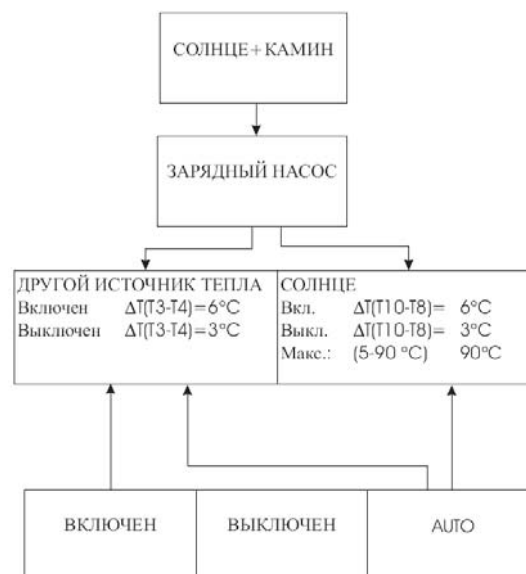 СОЛНЦЕ+КАМИН
ЗАРЯДНЫЙ НАСОС
ДРУГОЙ ИСТОЧНИК ТЕПЛА
Включен ΔT(T3-T4)=6°C
Выключен ΔT(T3-T4)=3°C
СОЛНЦЕ
Вкл. ΔT(T10-T8)= 6°C
Выкл. ΔT(T10-T8)= 3°C
Макс.: (5-90 °C) 90°C
ВКЛЮЧЕН
ВЫКЛЮЧЕН
AUTO